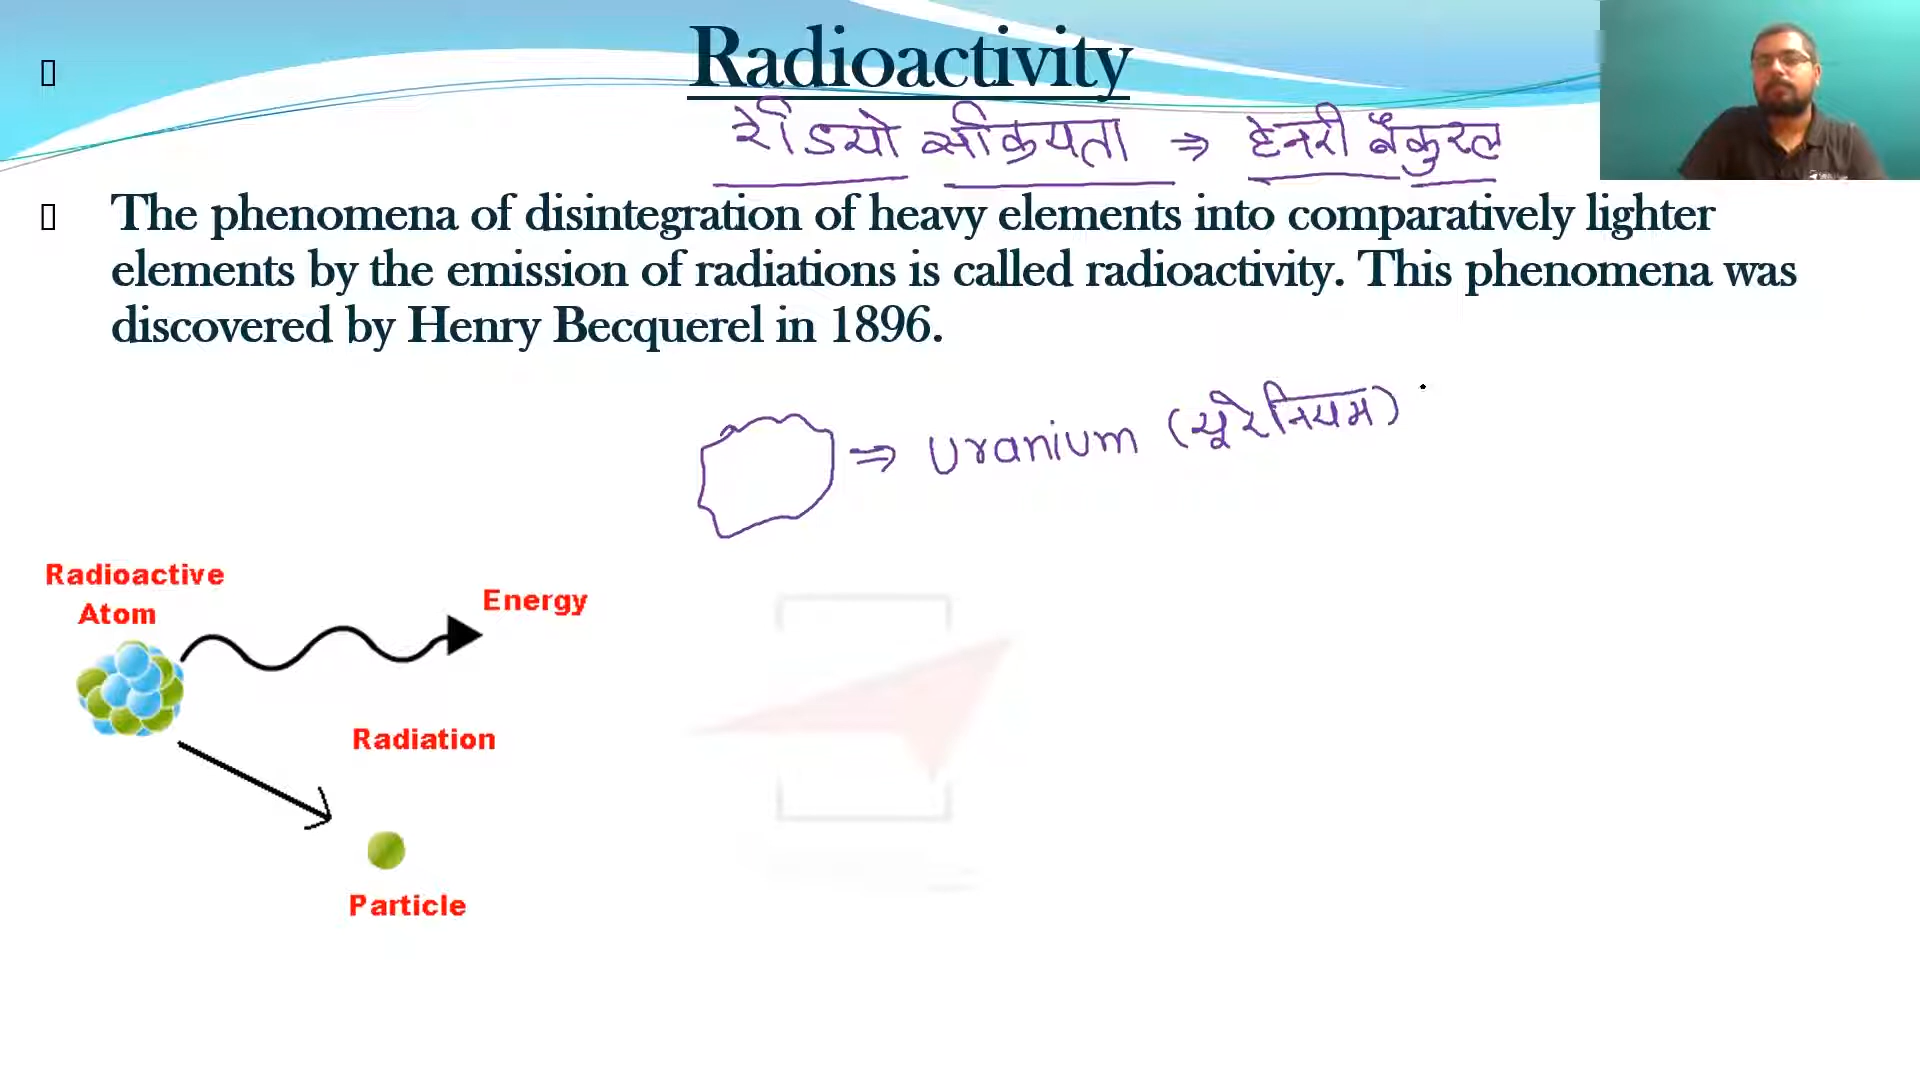 Radioactivity
रेडियो सक्रियता ⇒ हेनरी बैकुरल
The phenomena of disintegration of heavy elements into comparatively lighter
elements by the emission of radiations is called radioactivity. This phenomena was
discovered by Henry Becquerel in 1896.
⇒ Uranium (यूरेनियम)
Radioactive
Atom
Energy
Radiation
Particle